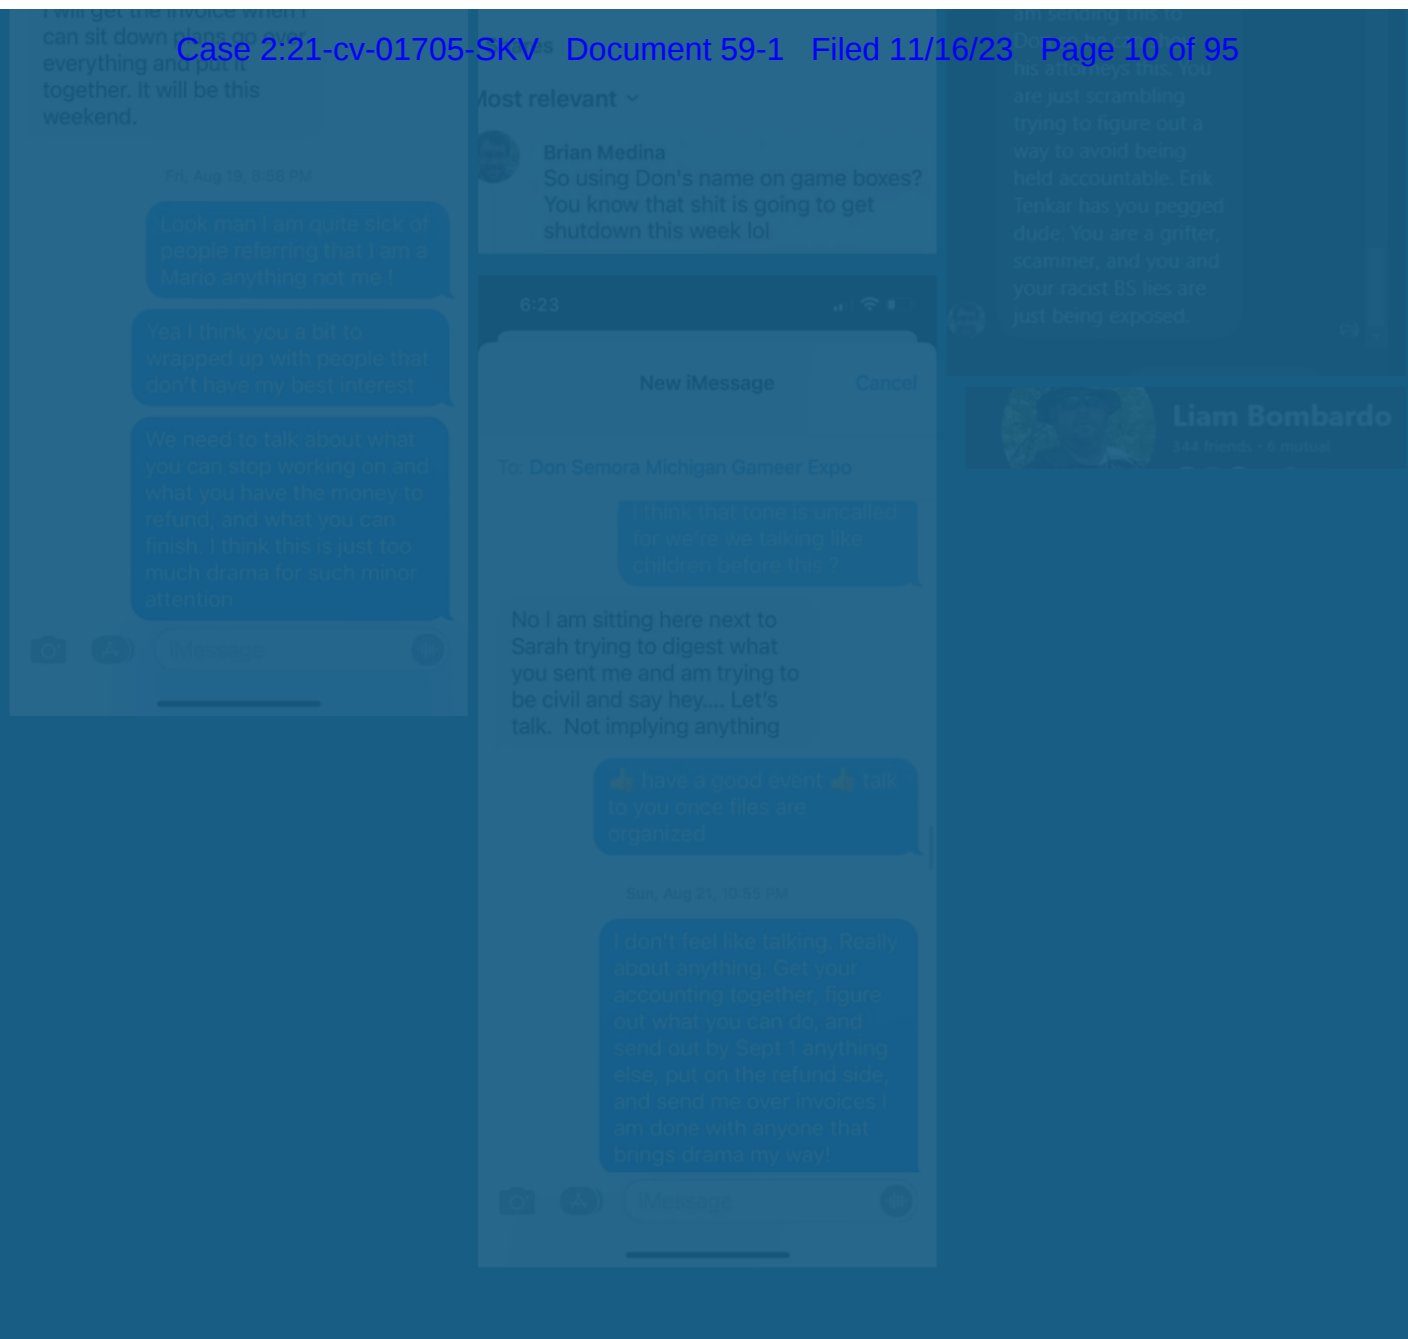 Case 2:21-cv-01705-SKV Document 59-1 Filed 11/16/23 Page 10 of 95
I will get the invoice when I
can sit down plans go over
everything and put it
together. It will be this
weekend.
Fri, Aug 19, 8:58 PM
Look man I am quite sick of
people referring that I am a
Mario anything not me !
Yea I think you a bit to
wrapped up with people that
don't have my best interest
We need to talk about what
you can stop working on and
what you have the money to
refund, and what you can
finish. I think this is just too
much drama for such minor
attention
iMessage
Most relevant
Brian Medina
So using Don's name on game boxes?
You know that shit is going to get
shutdown this week lol
6:23
New iMessage
Cancel
To: Don Semora Michigan Gameer Expo
I think that tone is uncalled
for we're we talking like
children before this ?
No I am sitting here next to
Sarah trying to digest what
you sent me and am trying to
be civil and say hey.... Let's
talk. Not implying anything
👍 have a good event 👍 talk
to you once files are
organized
Sun, Aug 21, 10:56 PM
I don't feel like talking. Really
about anything. Get your
accounting together, figure
out what you can do, and
send out by Sept 1 anything
else, put on the refund side,
and send me over invoices I
am done with anyone that
brings drama my way!
iMessage
am sending this to
his attorneys this. You
are just scrambling
trying to figure out a
way to avoid being
held accountable. Erik
Tenkar has you pegged
dude. You are a grifter,
scammer, and you and
your racist BS lies are
just being exposed.
Liam Bombardo
344 friends • 6 mutual